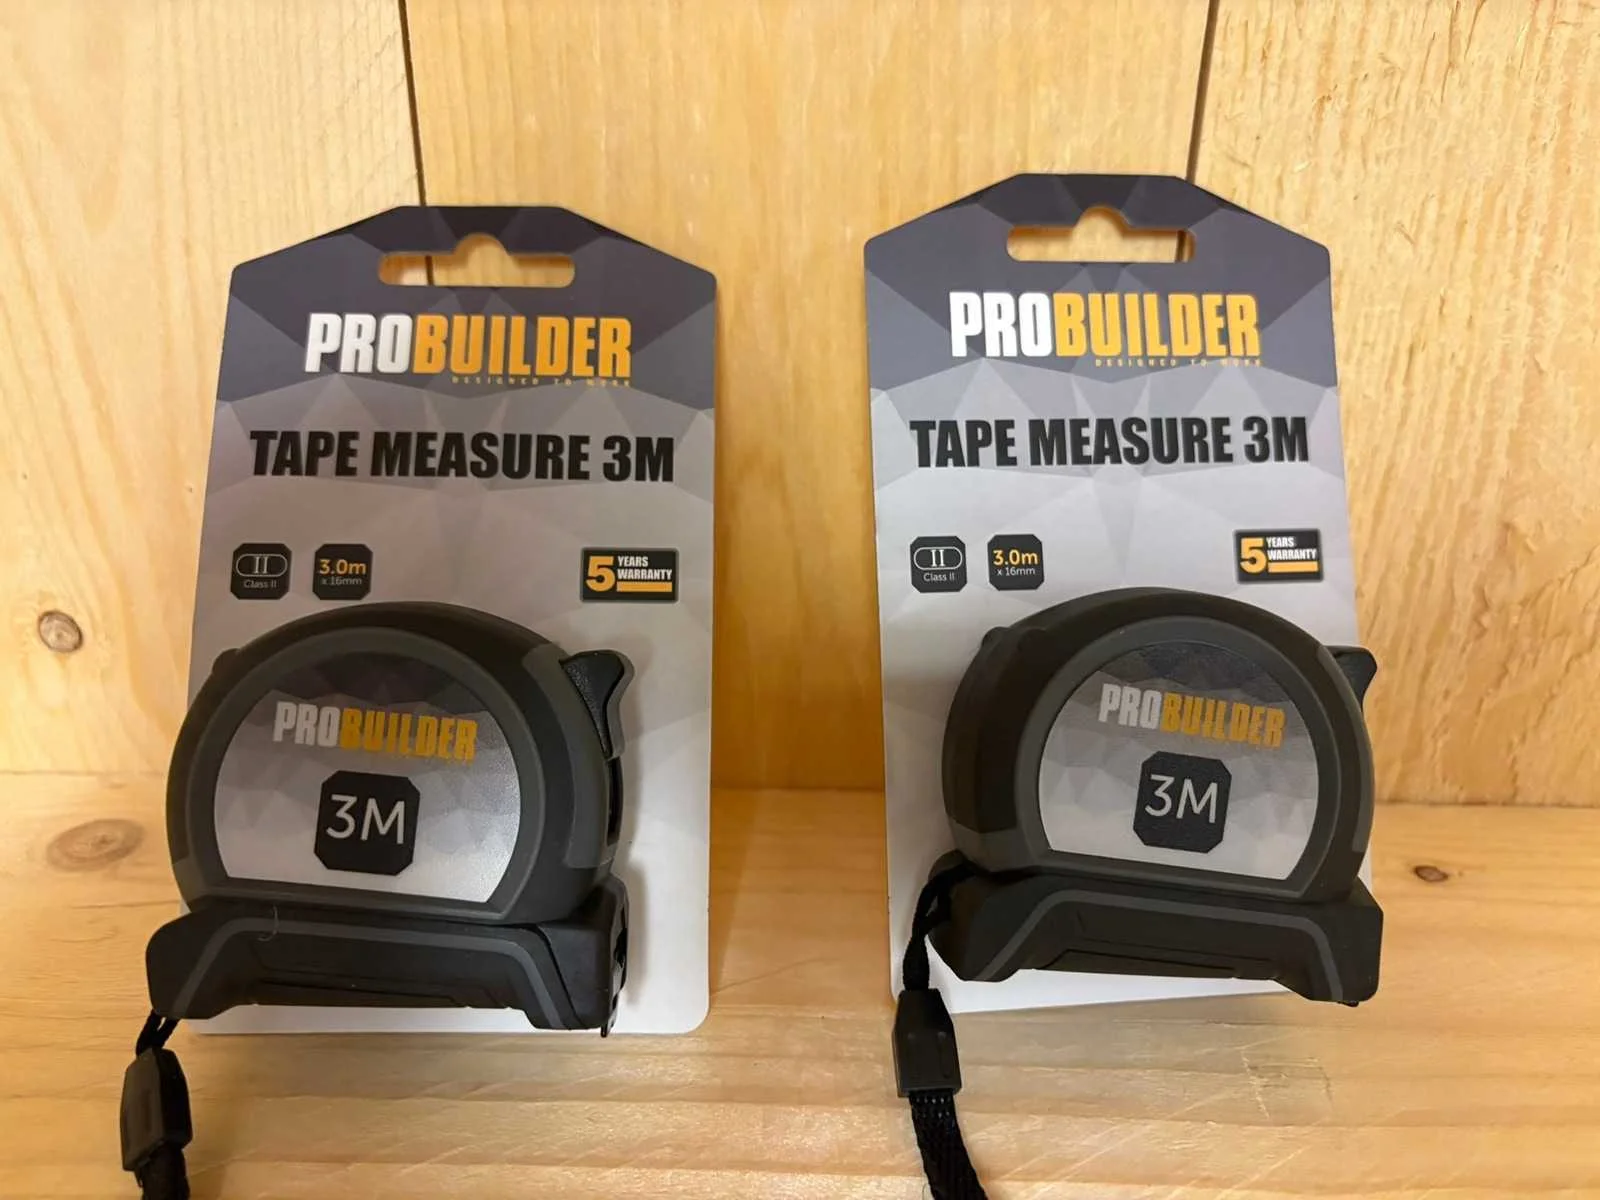 PROBUILDER
DESIGNED TO WORK
TAPE MEASURE 3M
II
Class II
3.0m
x 16mm
5 YEARS
WARRANTY
PROBUILDER
3M
PROBUILDER
DESIGNED TO WORK
TAPE MEASURE 3M
II
Class II
3.0m
x 16mm
5 YEARS
WARRANTY
PROBUILDER
3M